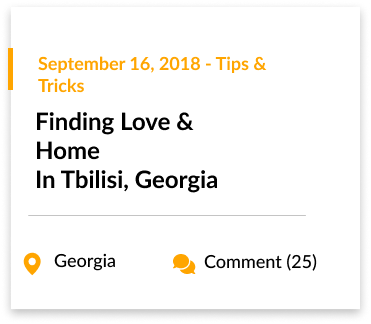 September 16, 2018 - Tips &
Tricks
Finding Love &
Home
In Tbilisi, Georgia
Georgia
Comment (25)